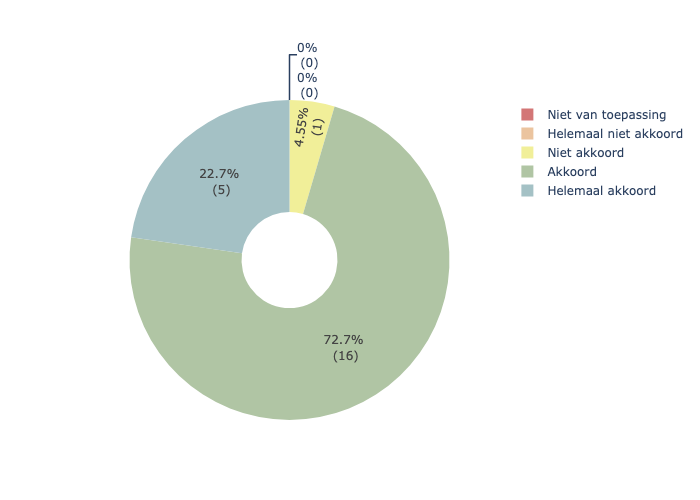 0%
(0)
0%
(0)
4.55%
(1)
22.7%
(5)
72.7%
(16)
Niet van toepassing
Helemaal niet akkoord
Niet akkoord
Akkoord
Helemaal akkoord